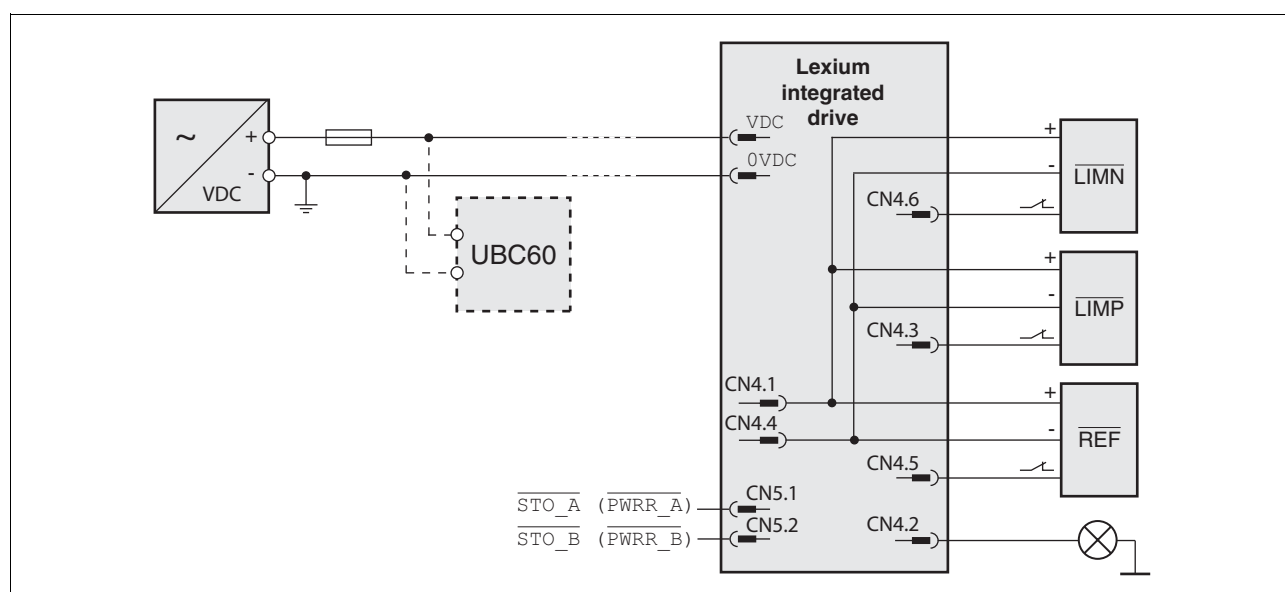 Lexium
integrated
drive
~
+
-
VDC
VDC
0VDC
UBC60
+
-
LIMN
CN4.6
+
-
LIMP
CN4.3
CN4.1
CN4.4
+
-
REF
CN4.5
STO_A (PWRR_A)
CN5.1
STO_B (PWRR_B)
CN5.2
CN4.2